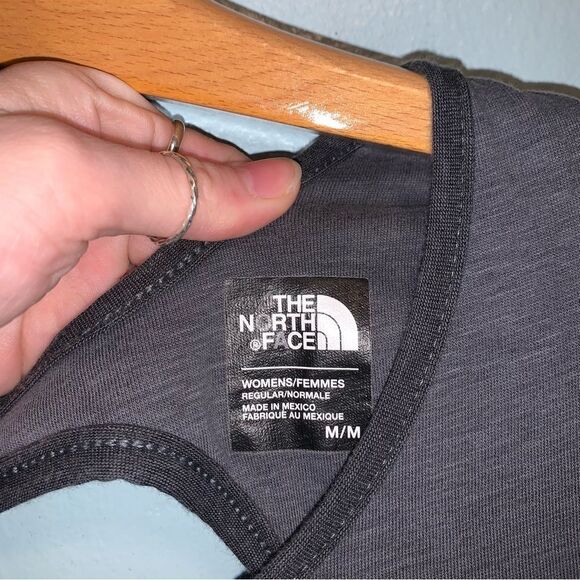 THE
NORTH
®FACE
WOMENS/FEMMES
REGULAR/NORMALE
MADE IN MEXICO
FABRIQUÉ AU MEXIQUE
M/M